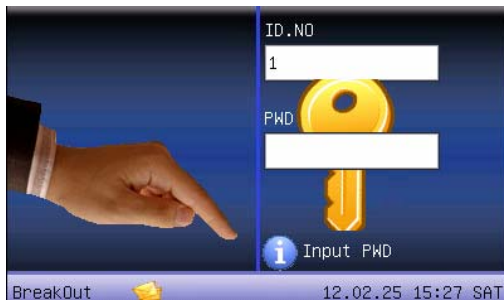 ID.NO
1
PWD
Input PWD
BreakOut 12.02.25 15:27 SAT